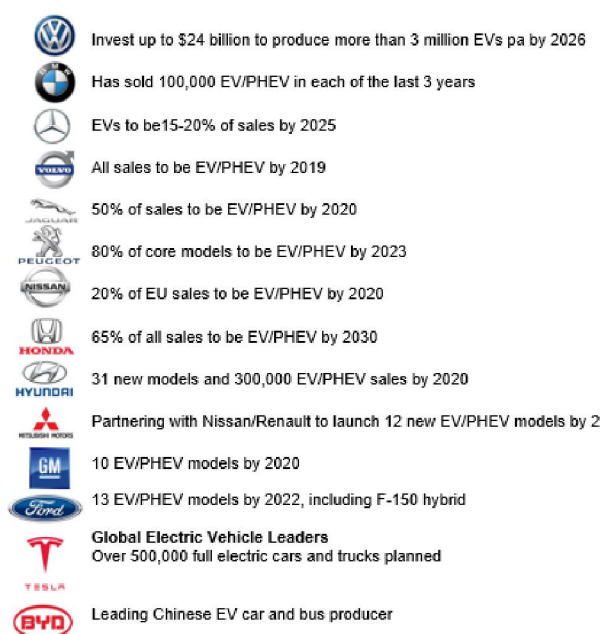 Invest up to $24 billion to produce more than 3 million EVs pa by 2026
BMW
Has sold 100,000 EV/PHEV in each of the last 3 years
EVs to be15-20% of sales by 2025
VOLVO
All sales to be EV/PHEV by 2019
JAGUAR
50% of sales to be EV/PHEV by 2020
PEUGEOT
80% of core models to be EV/PHEV by 2023
NISSAN
20% of EU sales to be EV/PHEV by 2020
HONDA
65% of all sales to be EV/PHEV by 2030
HYUNDAI
31 new models and 300,000 EV/PHEV sales by 2020
MITSUBISHI MOTORS
Partnering with Nissan/Renault to launch 12 new EV/PHEV models by 2
GM
10 EV/PHEV models by 2020
Ford
13 EV/PHEV models by 2022, including F-150 hybrid
Global Electric Vehicle Leaders
Over 500,000 full electric cars and trucks planned
TESLA
BYD
Leading Chinese EV car and bus producer